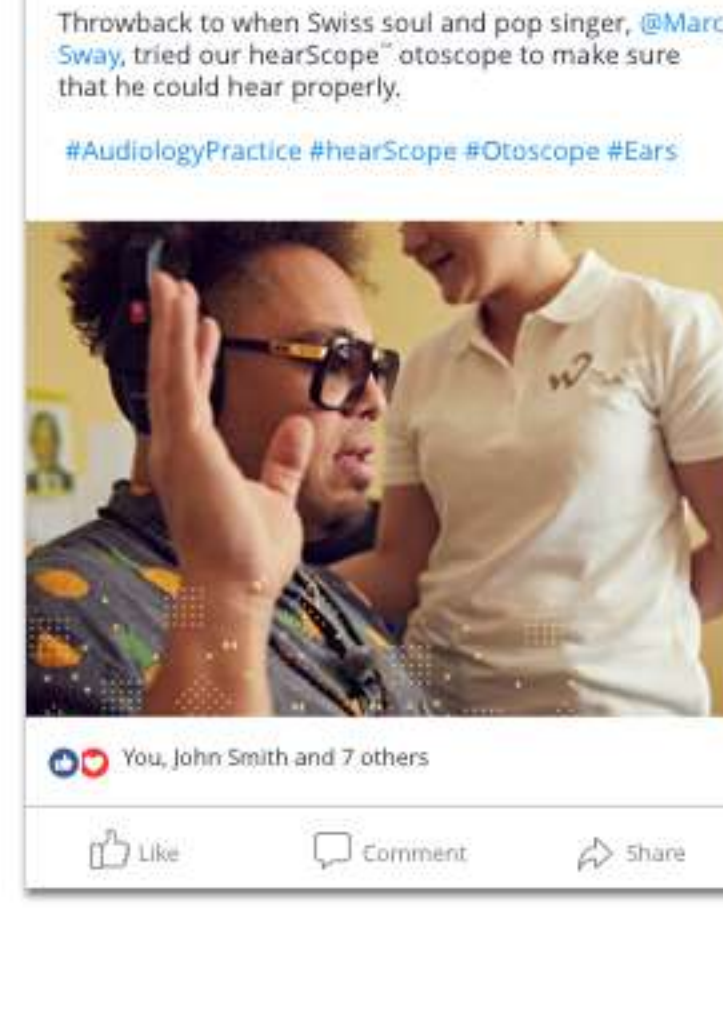 Throwback to when Swiss soul and pop singer, @Marc
Sway, tried our hearScope™ otoscope to make sure
that he could hear properly.
#AudiologyPractice #hearScope #Otoscope #Ears
You, John Smith and 7 others
Like Comment Share